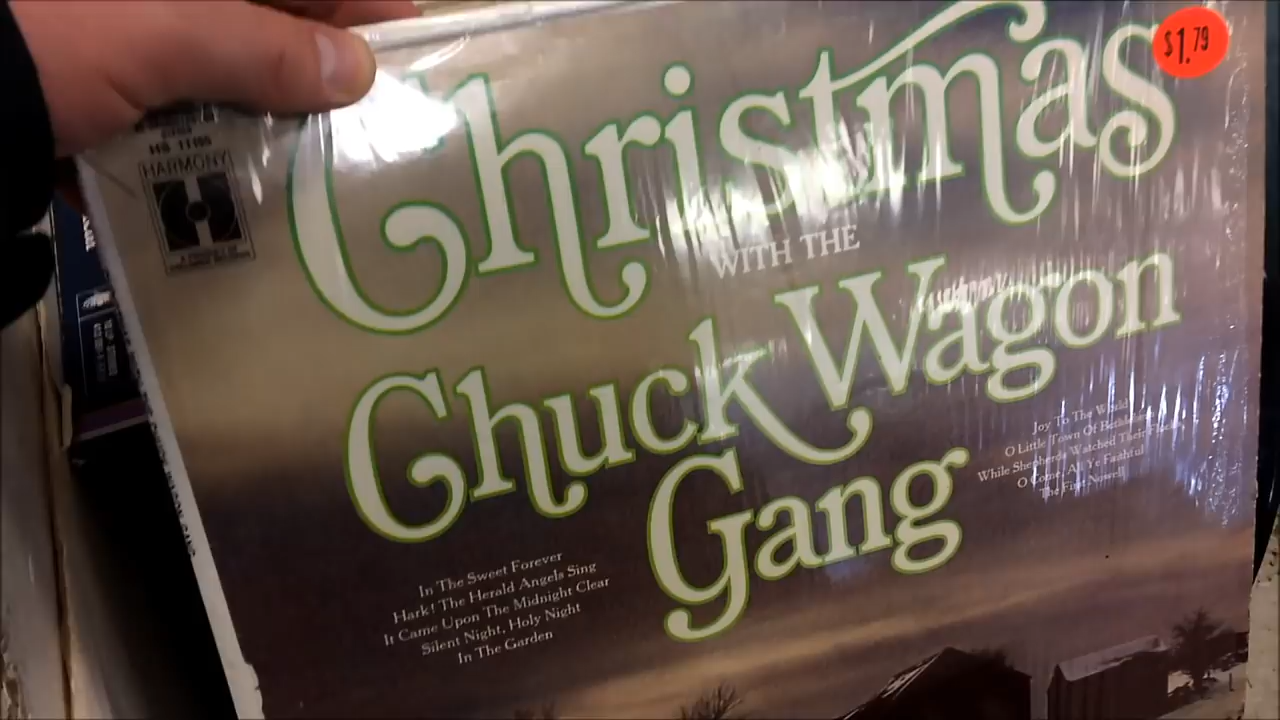 $1.79
HARMONY
Christmas
WITH THE
Chuck Wagon
Gang
Joy To The World
O Little Town Of Bethlehem
While Shepherds Watched Their Flocks
O Come, All Ye Faithful
The First Nowell
In The Sweet Forever
Hark! The Herald Angels Sing
It Came Upon The Midnight Clear
Silent Night, Holy Night
In The Garden